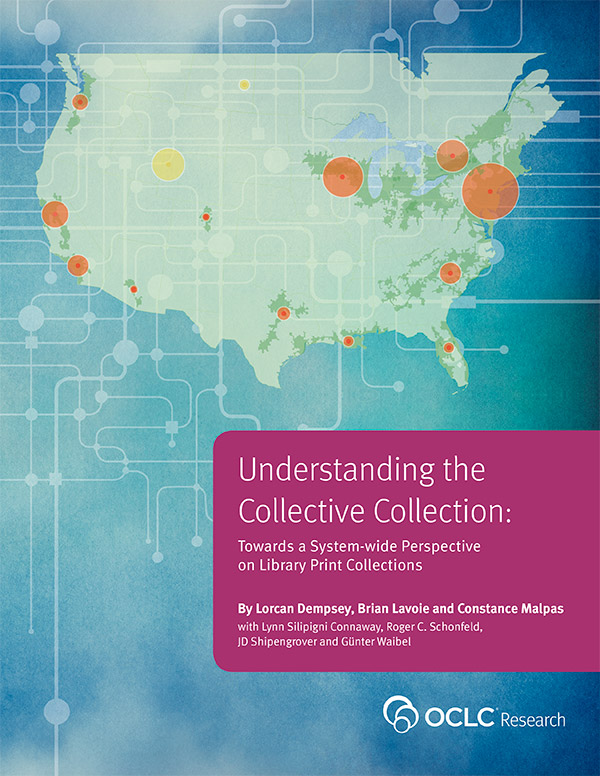 Understanding the
Collective Collection:
Towards a System-wide Perspective
on Library Print Collections
By Lorcan Dempsey, Brian Lavoie and Constance Malpas
with Lynn Silipigni Connaway, Roger C. Schonfeld,
JD Shipengrover and Günter Waibel
OCLC Research